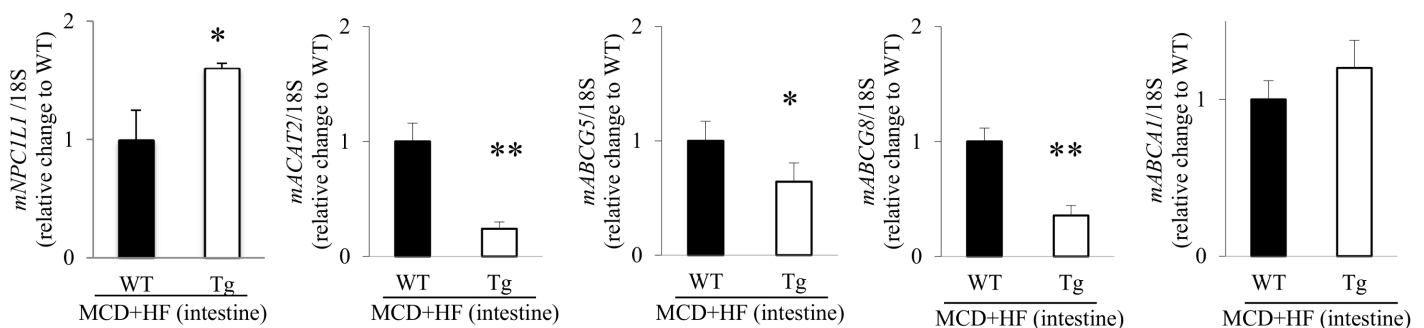 mNPC1L1/18S
(relative change to WT)
2
1
0
*
WT Tg
MCD+HF (intestine)
mACAT2/18S
(relative change to WT)
2
1
0
**
WT Tg
MCD+HF (intestine)
mABCG5/18S
(relative change to WT)
2
1
0
*
WT Tg
MCD+HF (intestine)
mABCG8/18S
(relative change to WT)
2
1
0
**
WT Tg
MCD+HF (intestine)
mABCA1/18S
(relative change to WT)
1
0
WT Tg
MCD+HF (intestine)